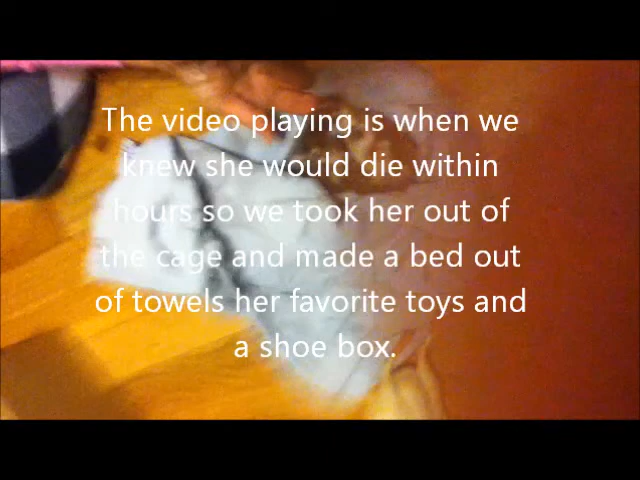 The video playing is when we
knew she would die within
hours so we took her out of
the cage and made a bed out
of towels her favorite toys and
a shoe box.